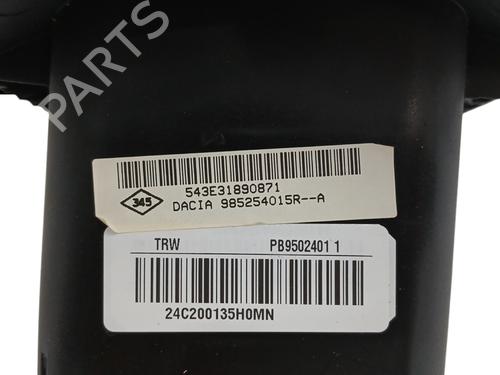 B-PARTS
543E31890871
345 DACIA 985254015R--A
TRW PB9502401 1
24C200135H0MN